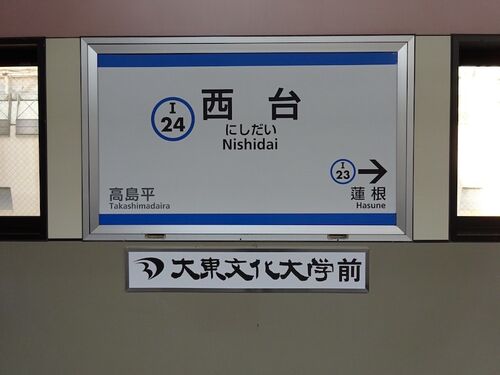 I
24
西台
にしだい
Nishidai
I
23
高島平
Takashimadaira
蓮根
Hasune
大東文化大学前